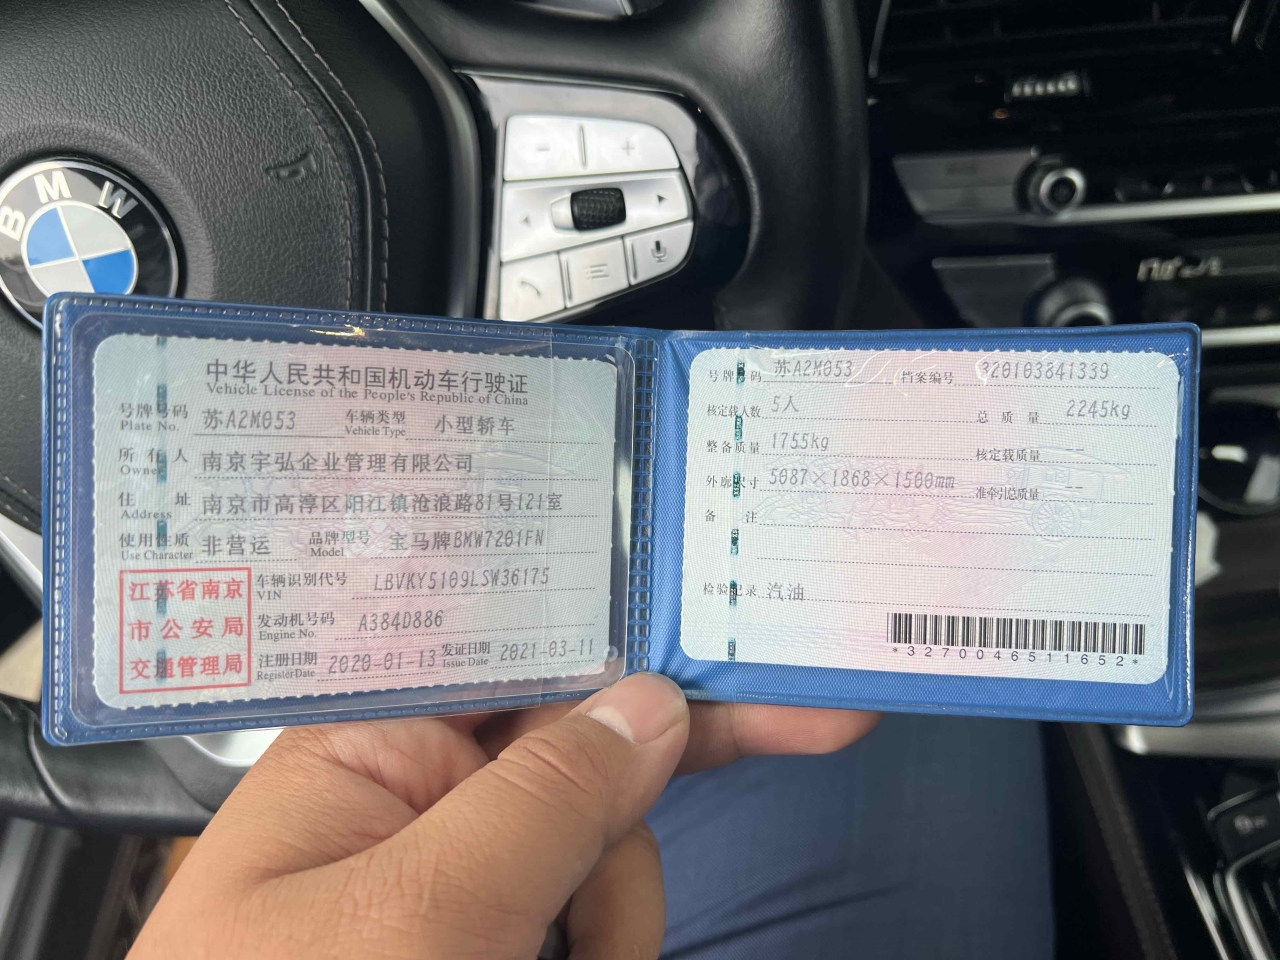 BMW
中华人民共和国机动车行驶证
Vehicle License of the People's Republic of China
号牌号码 苏A2M053 车辆类型 小型轿车
Plate No. Vehicle Type
所有人 南京宇弘企业管理有限公司
Owner
住址 南京市高淳区阳江镇沧浪路81号121室
Address
使用性质 非营运 品牌型号 宝马牌BMW7201FN
Use Character Model
江苏省南京
市公安局
交通管理局
车辆识别代号 LBVKY5109LSW36175
VIN
发动机号码 A384D886
Engine No.
注册日期 2020-01-13 发证日期 2021-03-11
Register Date Issue Date
号牌号码 苏A2M053 档案编号 320103841339
核定载人数 5人 总质量 2245kg
整备质量 1755kg 核定载质量 --
外廓尺寸 5087×1868×1500mm 准牵引总质量 --
备注
检验记录 汽油
*3270046511652*